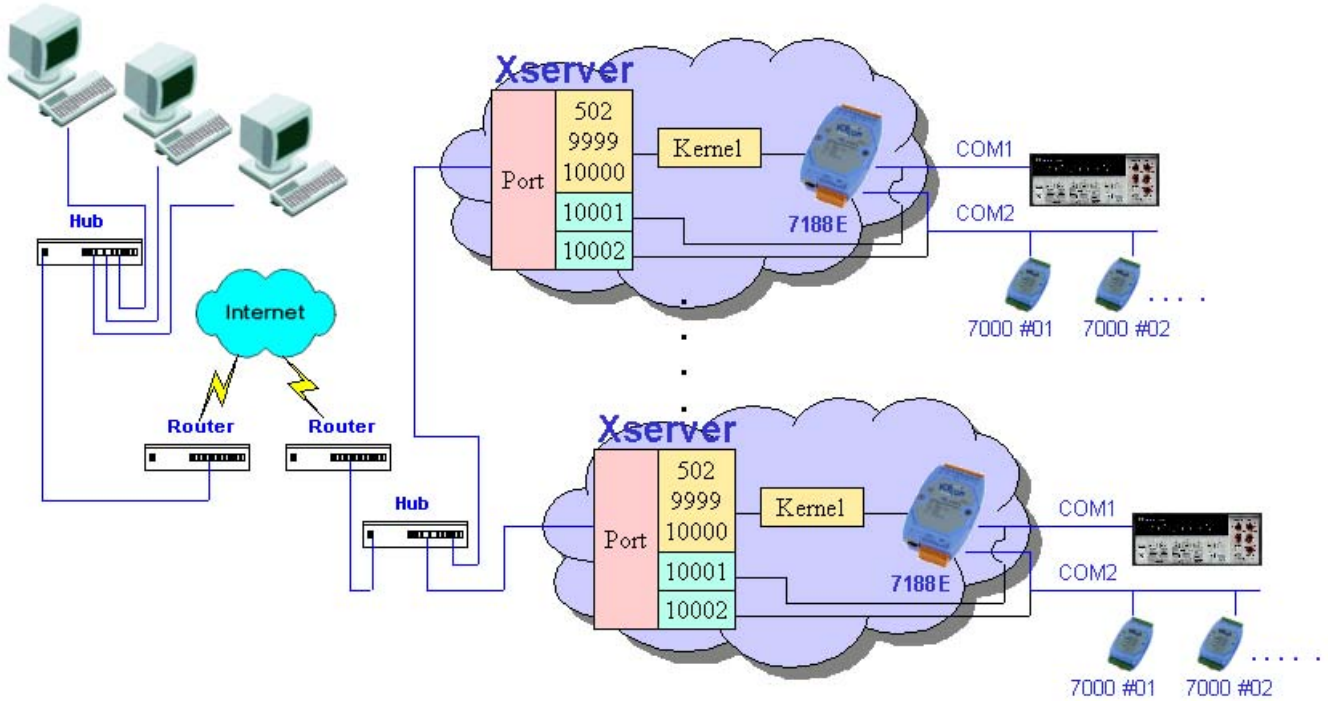 Xserver
Port
502
9999
10000
10001
10002
Kernel
7188E
COM1
COM2
7000 #01
7000 #02
. . . .
Hub
Internet
Router
Router
Hub
Xserver
Port
502
9999
10000
10001
10002
Kernel
7188E
COM1
COM2
7000 #01
7000 #02
. . . . .